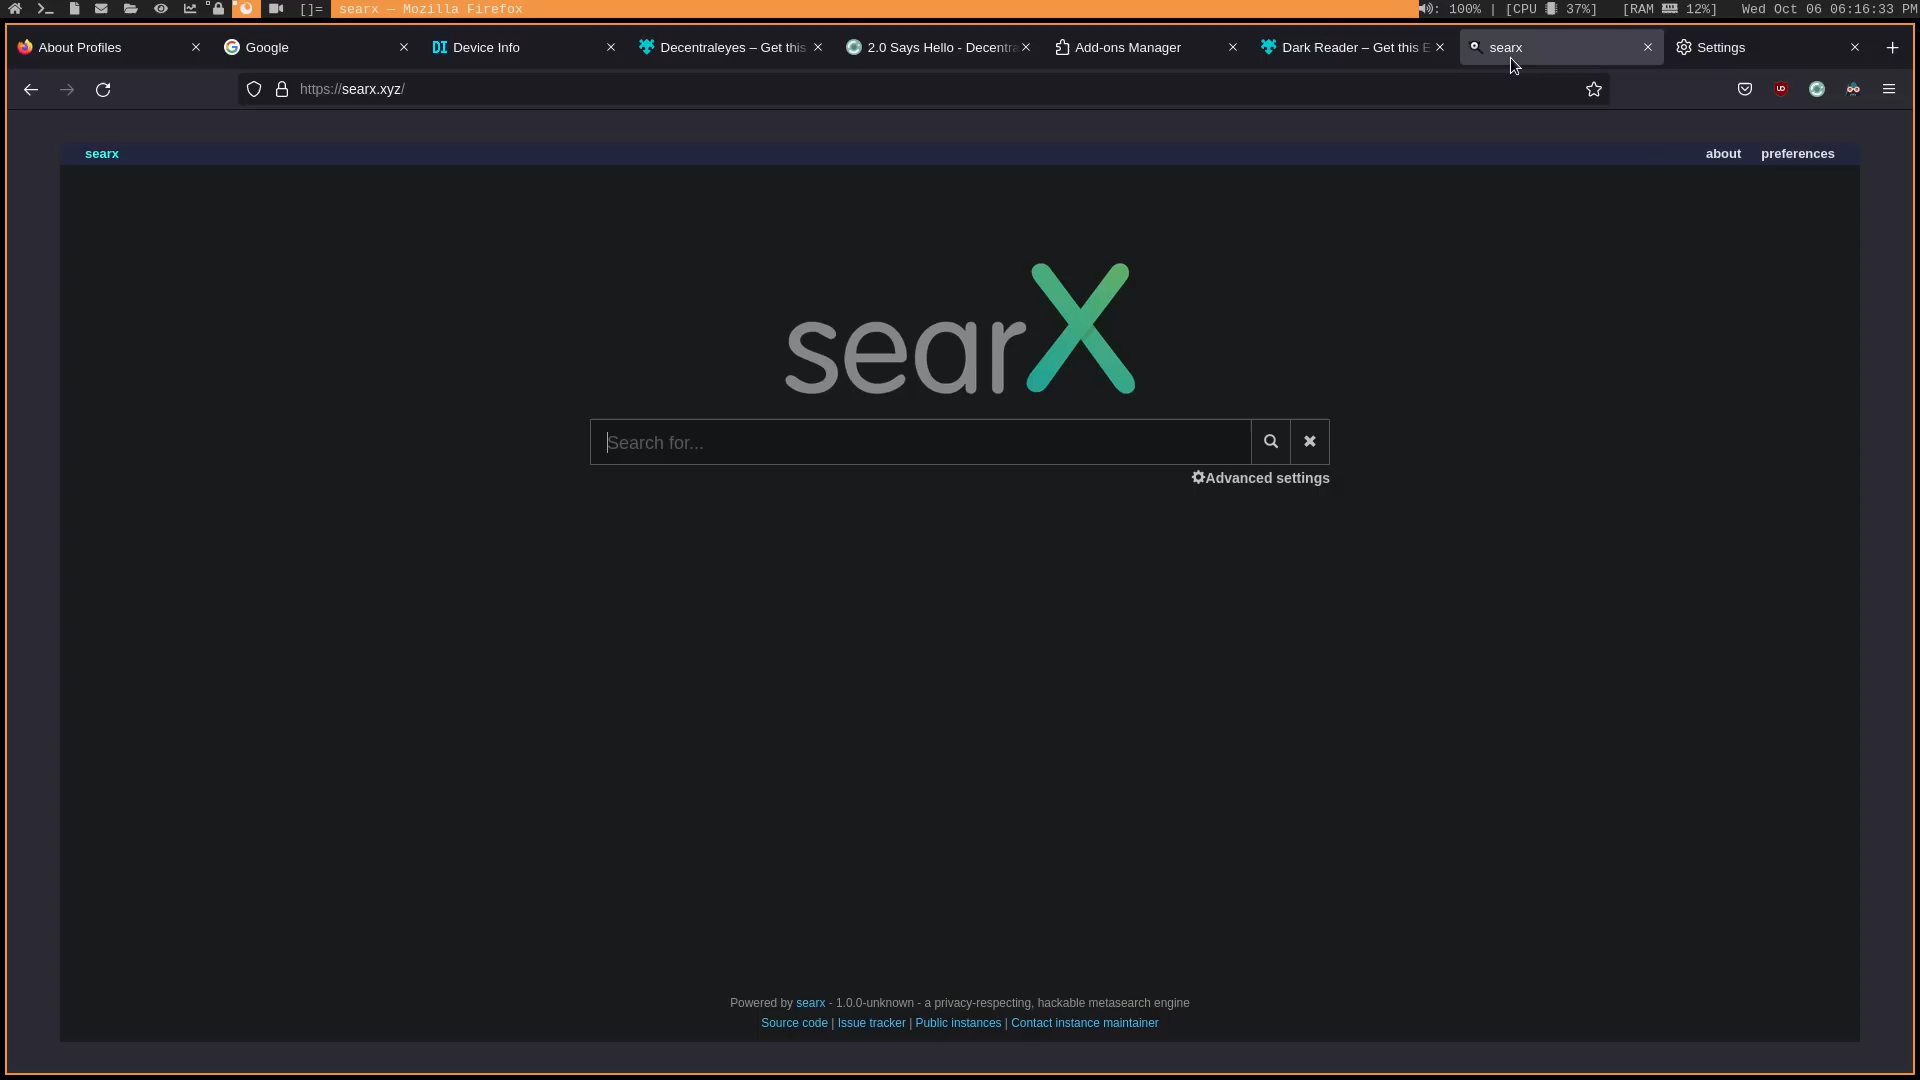 []= searx — Mozilla Firefox : 100% | [CPU 37%] [RAM 12%] Wed Oct 06 06:16:33 PM
About Profiles Google DI Device Info Decentraleyes – Get this 2.0 Says Hello - Decentra Add-ons Manager Dark Reader – Get this E searx Settings
https://searx.xyz/
searx about preferences
searX
Search for...
Advanced settings
Powered by searx - 1.0.0-unknown - a privacy-respecting, hackable metasearch engine
Source code | Issue tracker | Public instances | Contact instance maintainer